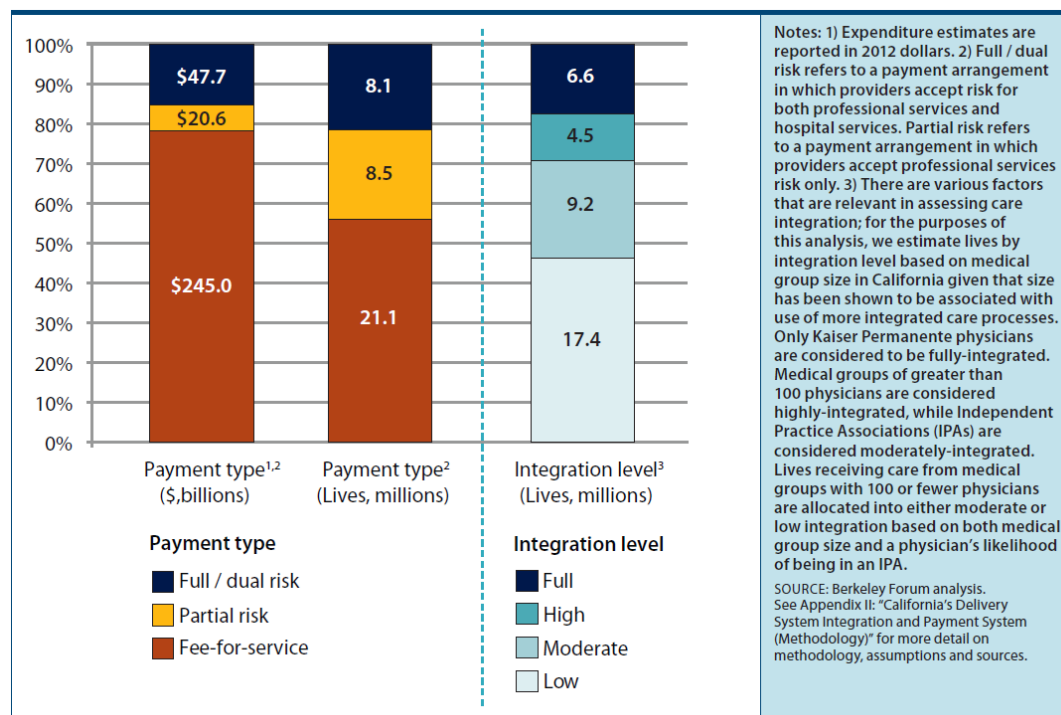 100%
90%
80%
70%
60%
50%
40%
30%
20%
10%
0%
$47.7
$20.6
$245.0
8.1
8.5
21.1
6.6
4.5
9.2
17.4
Payment type¹,²
($,billions)
Payment type²
(Lives, millions)
Integration level³
(Lives, millions)
Payment type
Full / dual risk
Partial risk
Fee-for-service
Integration level
Full
High
Moderate
Low
Notes: 1) Expenditure estimates are
reported in 2012 dollars. 2) Full / dual
risk refers to a payment arrangement
in which providers accept risk for
both professional services and
hospital services. Partial risk refers
to a payment arrangement in which
providers accept professional services
risk only. 3) There are various factors
that are relevant in assessing care
integration; for the purposes of
this analysis, we estimate lives by
integration level based on medical
group size in California given that size
has been shown to be associated with
use of more integrated care processes.
Only Kaiser Permanente physicians
are considered to be fully-integrated.
Medical groups of greater than
100 physicians are considered
highly-integrated, while Independent
Practice Associations (IPAs) are
considered moderately-integrated.
Lives receiving care from medical
groups with 100 or fewer physicians
are allocated into either moderate or
low integration based on both medical
group size and a physician’s likelihood
of being in an IPA.
SOURCE: Berkeley Forum analysis.
See Appendix II: “California’s Delivery
System Integration and Payment System
(Methodology)” for more detail on
methodology, assumptions and sources.